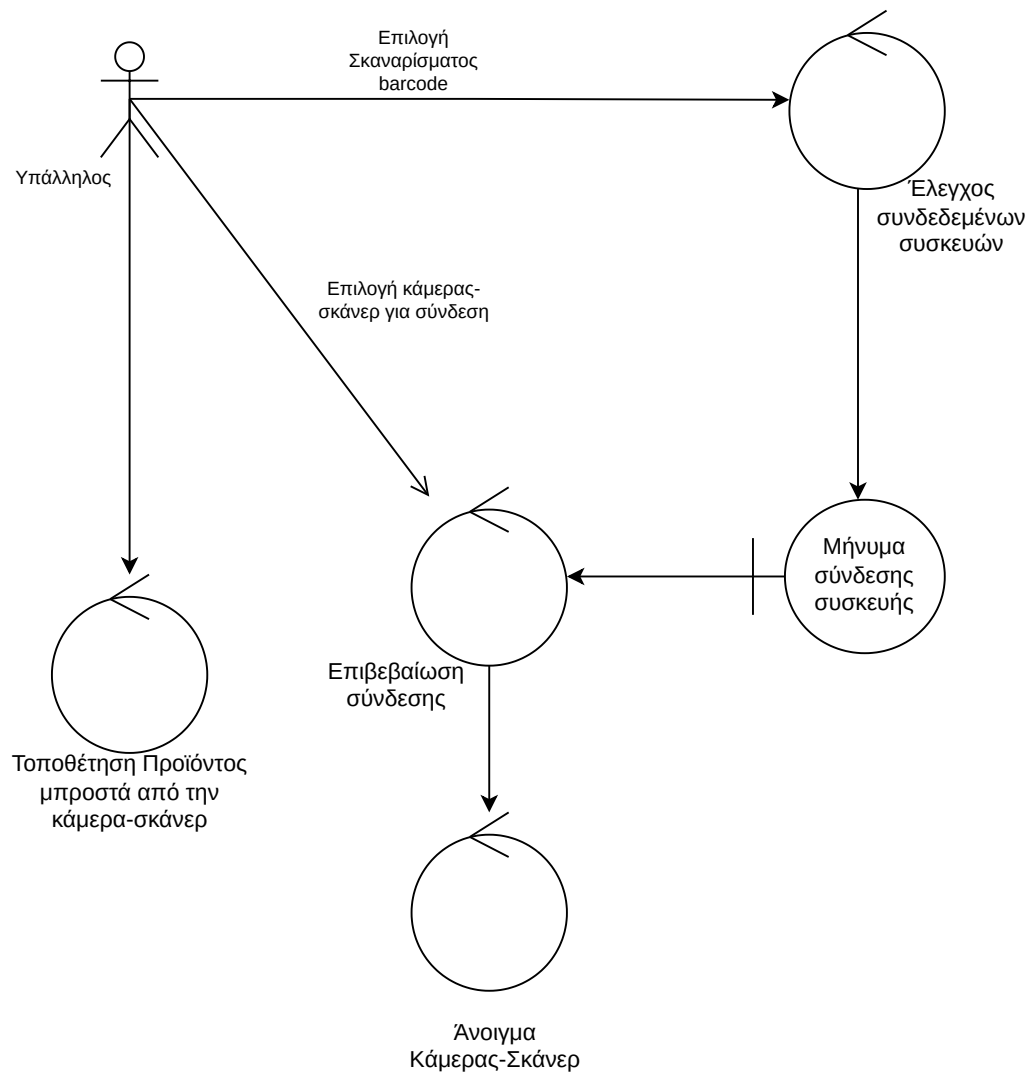 Επιλογή
Σκαναρίσματος
barcode
Υπάλληλος
Έλεγχος
συνδεδεμένων
συσκευών
Επιλογή κάμερας-
σκάνερ για σύνδεση
Μήνυμα
σύνδεσης
συσκευής
Επιβεβαίωση
σύνδεσης
Τοποθέτηση Προϊόντος
μπροστά από την
κάμερα-σκάνερ
Άνοιγμα
Κάμερας-Σκάνερ